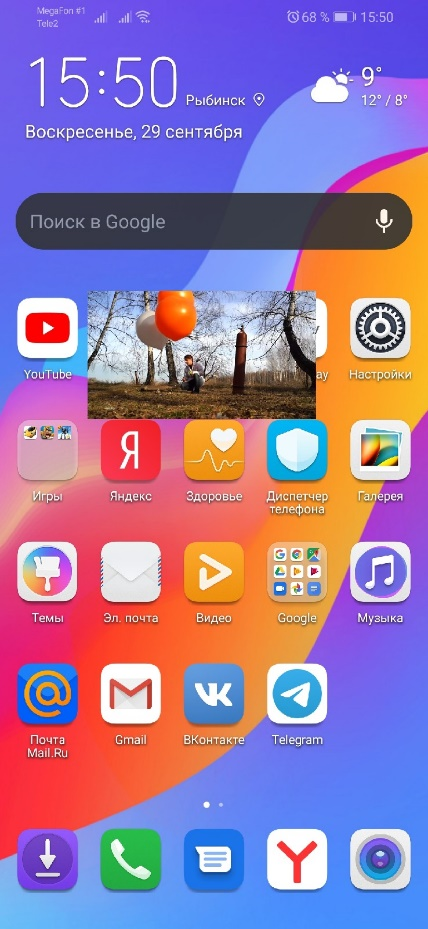 MegaFon #1
Tele2
68 %
15:50
15:50
Рыбинск
9°
12° / 8°
Воскресенье, 29 сентября
Поиск в Google
YouTube
ay
Настройки
Игры
Я
Яндекс
Здоровье
Диспетчер
телефона
Галерея
Темы
Эл. почта
Видео
Google
Музыка
Почта
Mail.Ru
Gmail
ВКонтакте
Telegram